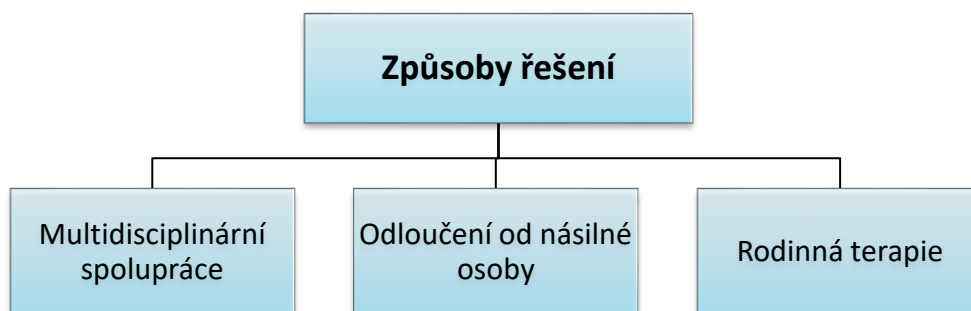 Způsoby řešení
Multidisciplinární
spolupráce
Odloučení od násilné
osoby
Rodinná terapie